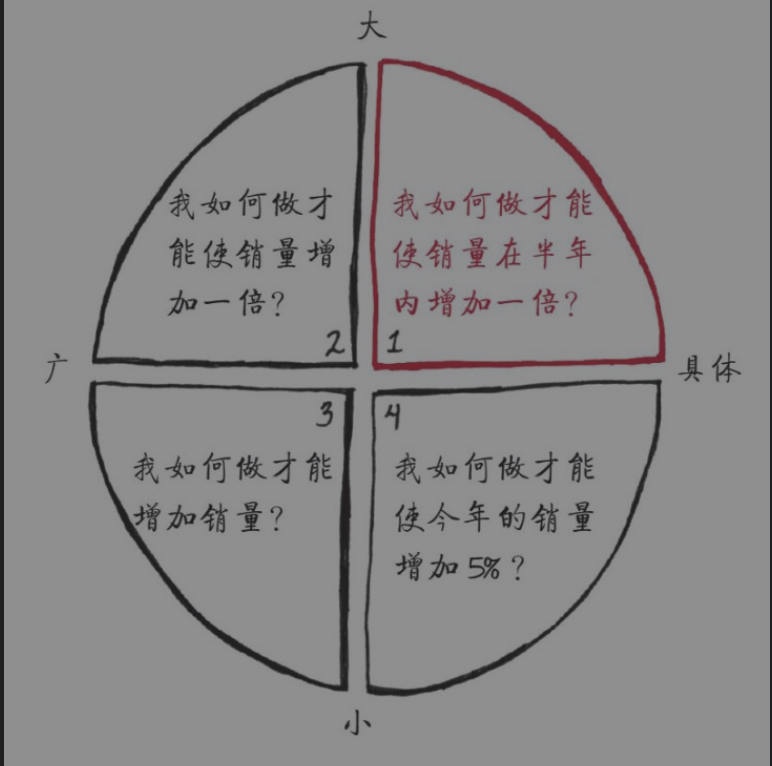 大
我如何做才
能使销量增
加一倍?
2
我如何做才能
使销量在半年
内增加一倍?
1
广
具体
3
我如何做才能
增加销量?
4
我如何做才能
使今年的销量
增加5%?
小